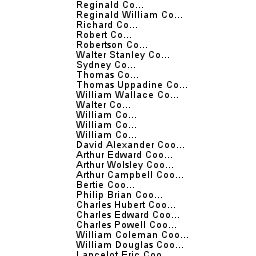 Reginald Co...
Reginald William Co...
Richard Co...
Robert Co...
Robertson Co...
Walter Stanley Co...
Sydney Co...
Thomas Co...
Thomas Uppadine Co...
William Wallace Co...
Walter Co...
William Co...
William Co...
William Co...
David Alexander Coo...
Arthur Edward Coo...
Arthur Wolsley Coo...
Arthur Campbell Coo...
Bertie Coo...
Philip Brian Coo...
Charles Hubert Coo...
Charles Edward Coo...
Charles Powell Coo...
William Coleman Coo...
William Douglas Coo...
Lancelot Eric Coo...